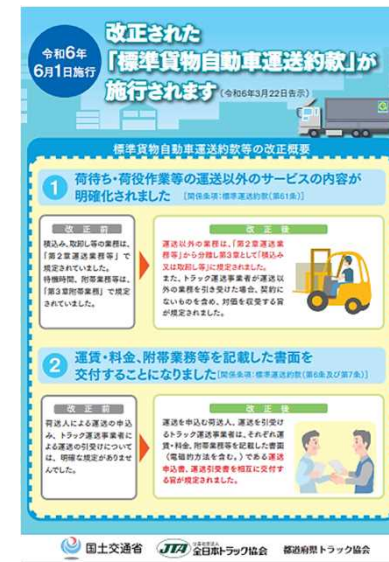 令和6年
6月1日施行
改正された
「標準貨物自動車運送約款」が
施行されます(令和6年3月22日告示)
標準貨物自動車運送約款等の改正概要
1 荷待ち・荷役作業等の運送以外のサービスの内容が
明確化されました [関係条項:標準運送約款(第61条)]
改正前
積込み、取卸し等の業務は、
「第2章運送業務等」で
規定されていました。
待機時間、附帯業務等は、
「第3章附帯業務」で規定
されていました。
改正後
運送以外の業務は、「第2章運送業
務等」から分離し第3章として「積込み
又は取卸し等」に規定されました。
また、トラック運送事業者が運送以
外の業務を引き受けた場合、契約に
ないものを含め、対価を収受する旨
が規定されました。
2 運賃・料金、附帯業務等を記載した書面を
交付することになりました [関係条項:標準運送約款(第6条及び第7条)]
改正前
荷送人による運送の申込
み、トラック運送事業者に
よる運送の引受けについて
は、明確な規定がありませ
んでした。
改正後
運送を申込む荷送人、運送を引受け
るトラック運送事業者は、それぞれ運
賃・料金、附帯業務等を記載した書面
(電磁的方法を含む。)である運送
申込書、運送引受書を相互に交付す
る旨が規定されました。
国土交通省 JTA 全日本トラック協会 都道府県トラック協会